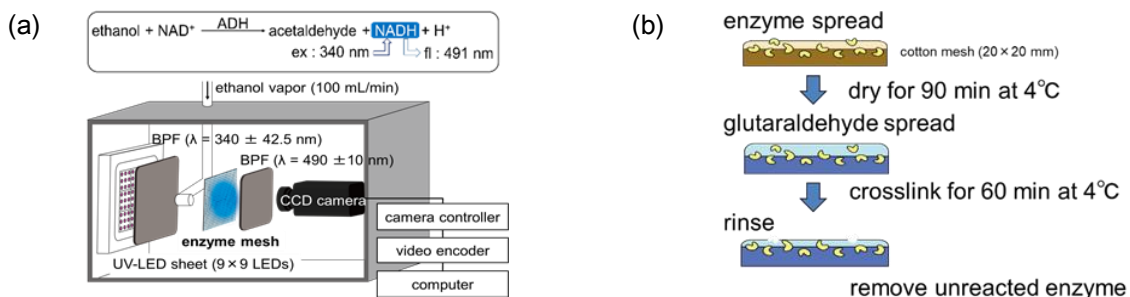 (a)
ethanol + NAD⁺ ADH acetaldehyde + NADH + H⁺
ex : 340 nm fl : 491 nm
ethanol vapor (100 mL/min)
BPF (λ = 340 ± 42.5 nm)
BPF (λ = 490 ±10 nm)
CCD camera
enzyme mesh
UV-LED sheet (9×9 LEDs)
camera controller
video encoder
computer
(b)
enzyme spread
cotton mesh (20×20 mm)
dry for 90 min at 4℃
glutaraldehyde spread
crosslink for 60 min at 4℃
rinse
remove unreacted enzyme